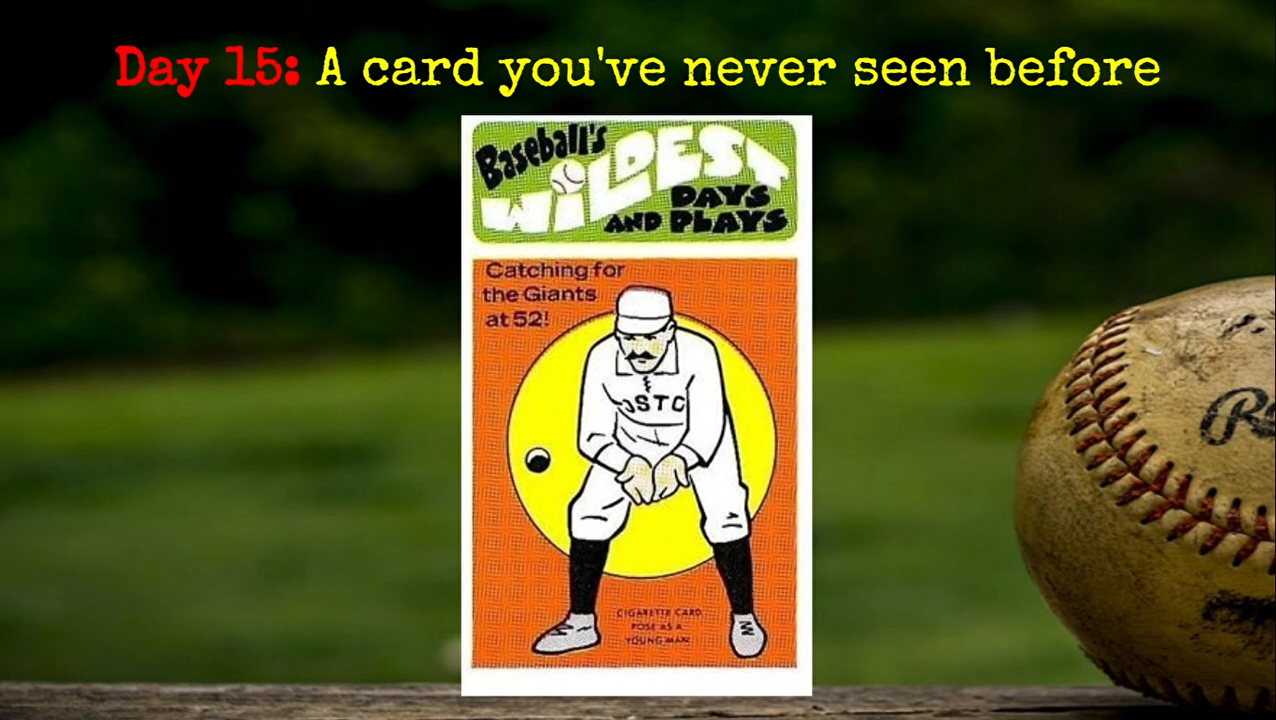 Day 15: A card you've never seen before
Baseball's
WiLDEST
DAYS
AND PLAYS
Catching for
the Giants
at 52!
OSTO
CIGARETTE CARD
POSE AS A
YOUNG MAN